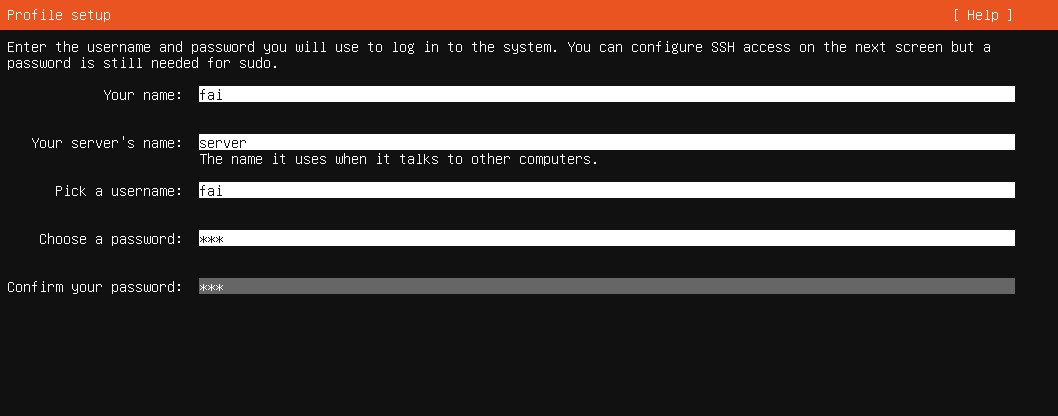 Profile setup [ Help ]
Enter the username and password you will use to log in to the system. You can configure SSH access on the next screen but a
password is still needed for sudo.
Your name: fai
Your server's name: server
The name it uses when it talks to other computers.
Pick a username: fai
Choose a password: ***
Confirm your password: ***